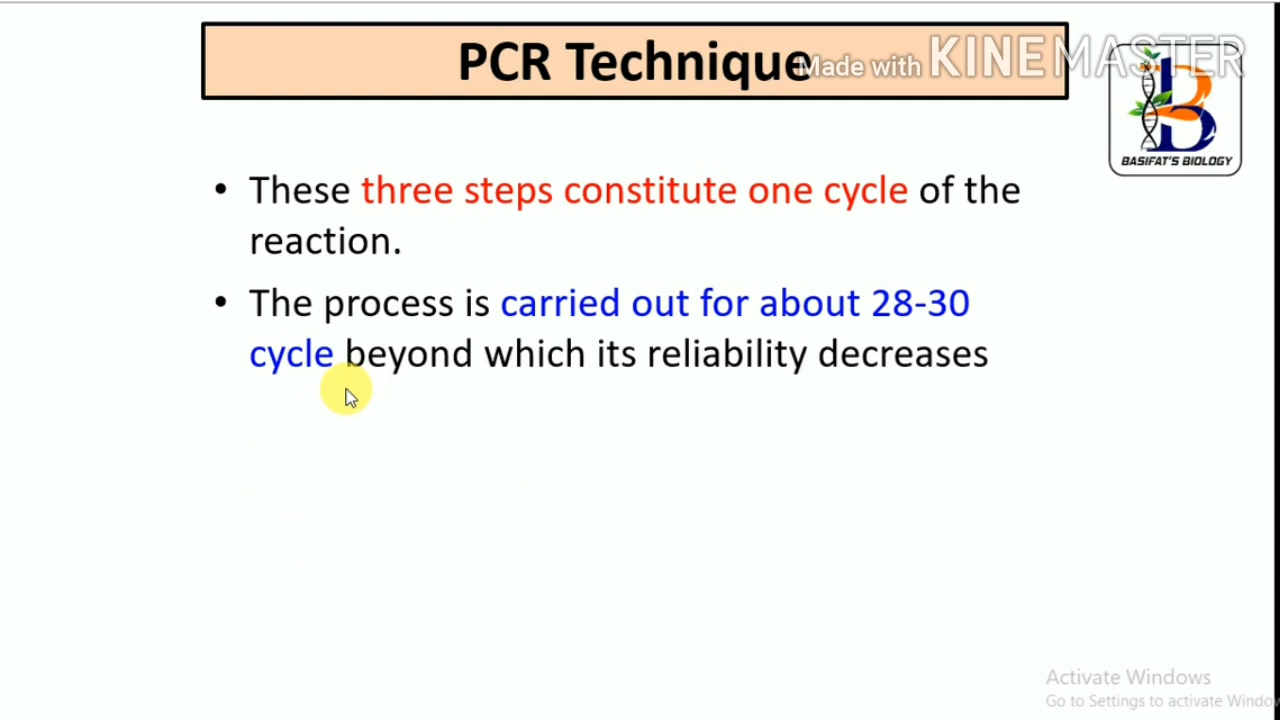 PCR Technique
Made with KINEMASTER
BASIFAT'S BIOLOGY
• These three steps constitute one cycle of the
reaction.
• The process is carried out for about 28-30
cycle beyond which its reliability decreases
Activate Windows
Go to Settings to activate Windo